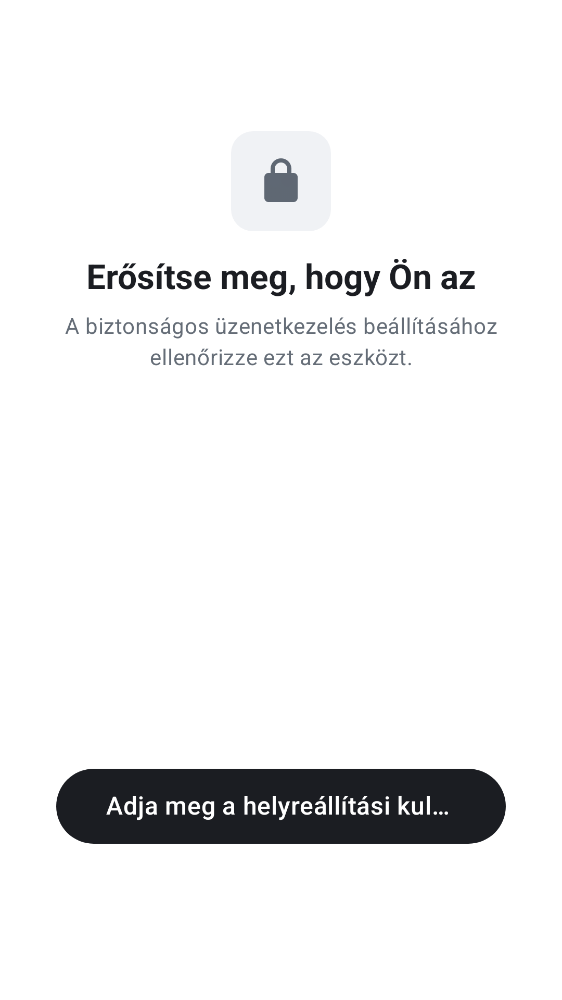 Erősítse meg, hogy Ön az
A biztonságos üzenetkezelés beállításához
ellenőrizze ezt az eszközt.
Adja meg a helyreállítási kul…